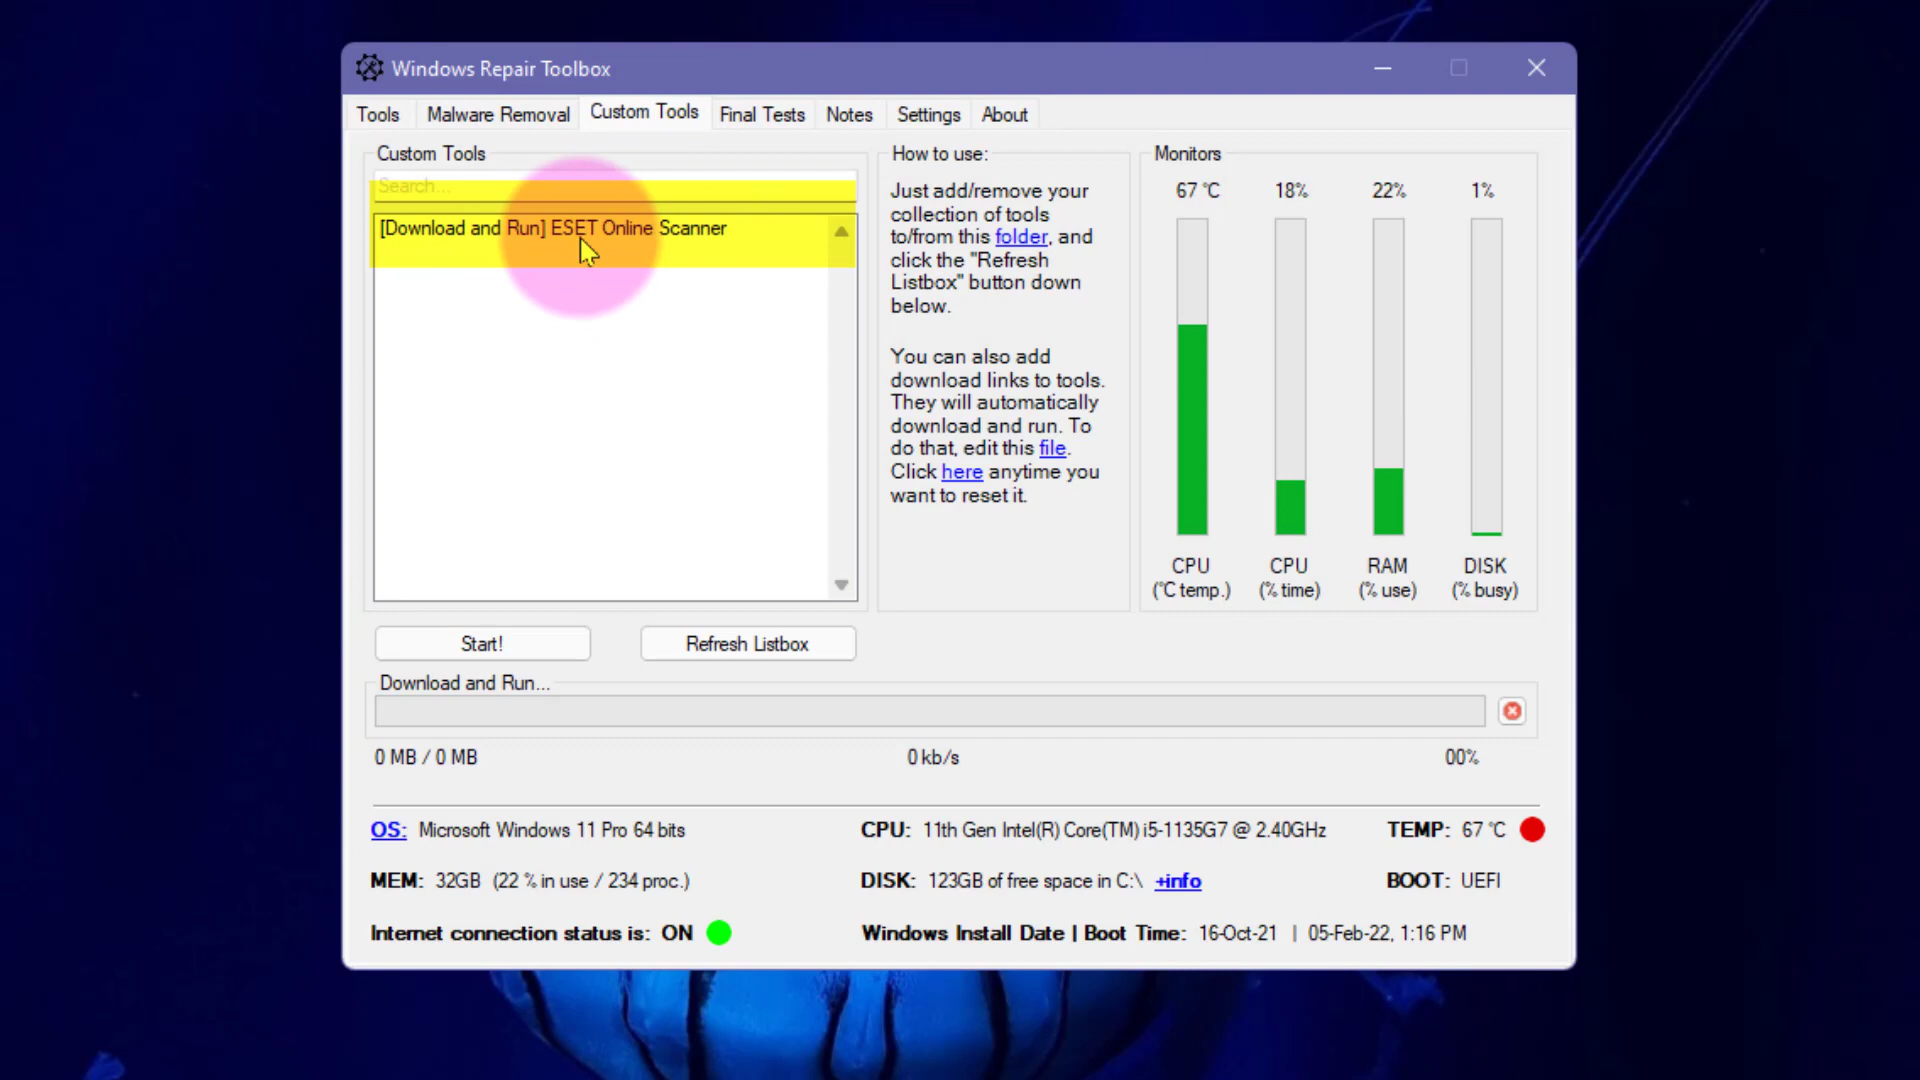 Windows Repair Toolbox
Tools Malware Removal Custom Tools Final Tests Notes Settings About
Custom Tools
Search...
[Download and Run] ESET Online Scanner
How to use:
Just add/remove your
collection of tools
to/from this folder, and
click the "Refresh
Listbox" button down
below.
You can also add
download links to tools.
They will automatically
download and run. To
do that, edit this file.
Click here anytime you
want to reset it.
Monitors
67 °C 18% 22% 1%
CPU CPU RAM DISK
(°C temp.) (% time) (% use) (% busy)
Start! Refresh Listbox
Download and Run...
0 MB / 0 MB 0 kb/s 00%
OS: Microsoft Windows 11 Pro 64 bits CPU: 11th Gen Intel(R) Core(TM) i5-1135G7 @ 2.40GHz TEMP: 67 °C
MEM: 32GB (22 % in use / 234 proc.) DISK: 123GB of free space in C:\ +info BOOT: UEFI
Internet connection status is: ON Windows Install Date | Boot Time: 16-Oct-21 | 05-Feb-22, 1:16 PM